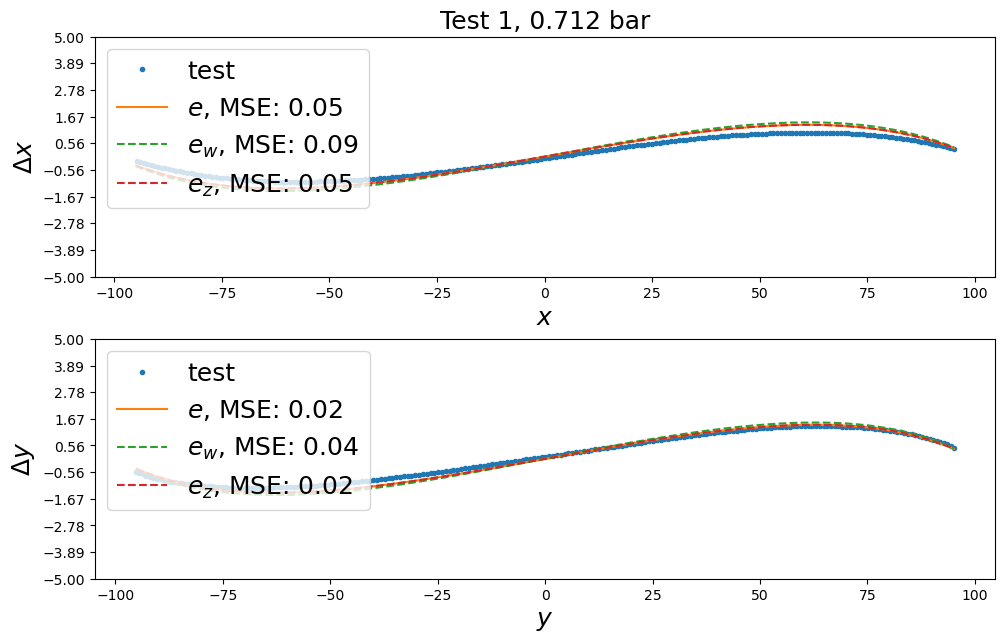 Test 1, 0.712 bar
5.00
3.89
2.78
1.67
0.56
−0.56
−1.67
−2.78
−3.89
−5.00
Δx
test
e, MSE: 0.05
e_w, MSE: 0.09
e_z, MSE: 0.05
−100 −75 −50 −25 0 25 50 75 100
x
5.00
3.89
2.78
1.67
0.56
−0.56
−1.67
−2.78
−3.89
−5.00
Δy
test
e, MSE: 0.02
e_w, MSE: 0.04
e_z, MSE: 0.02
−100 −75 −50 −25 0 25 50 75 100
y